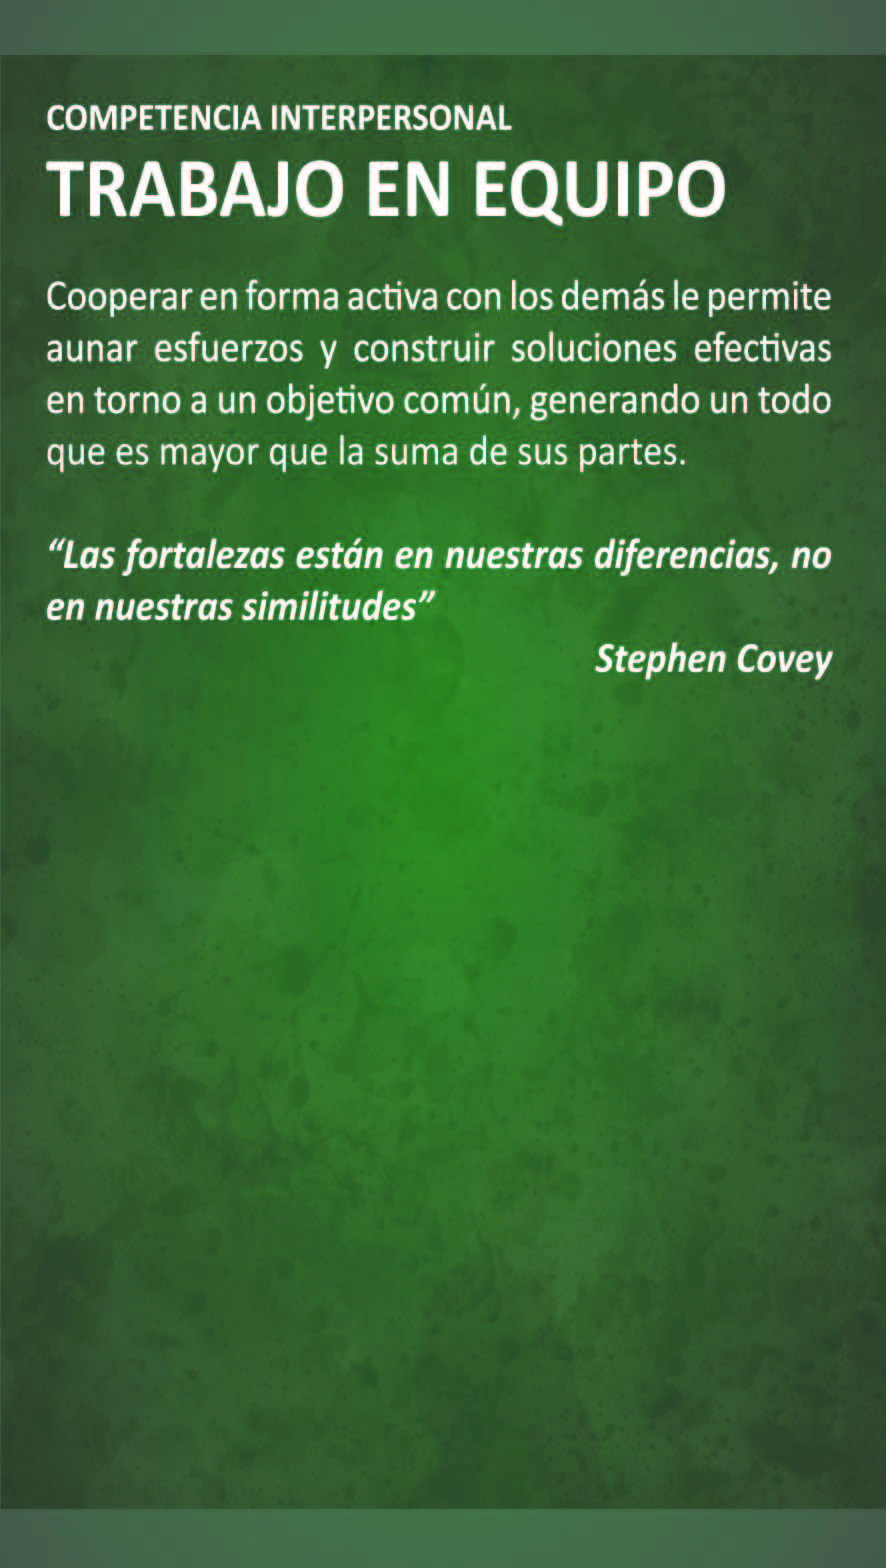 COMPETENCIA INTERPERSONAL
TRABAJO EN EQUIPO
Cooperar en forma activa con los demás le permite
aunar esfuerzos y construir soluciones efectivas
en torno a un objetivo común, generando un todo
que es mayor que la suma de sus partes.
“Las fortalezas están en nuestras diferencias, no
en nuestras similitudes”
Stephen Covey